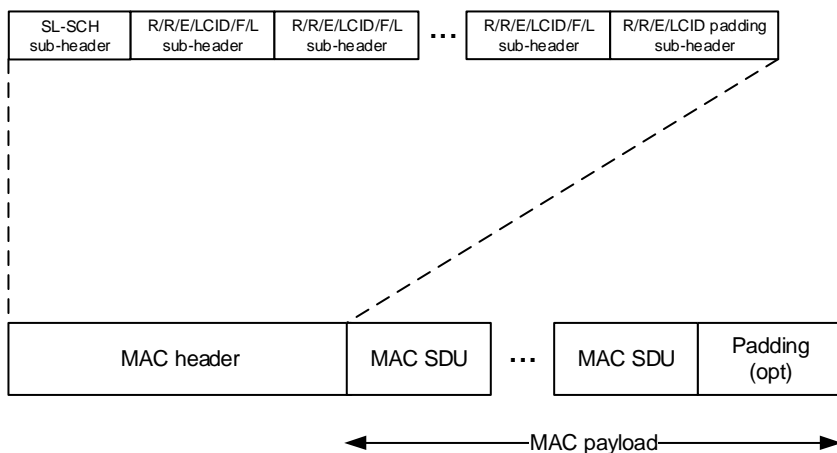 SL-SCH
sub-header
R/R/E/LCID/F/L
sub-header
R/R/E/LCID/F/L
sub-header
...
R/R/E/LCID/F/L
sub-header
R/R/E/LCID padding
sub-header
MAC header
MAC SDU
...
MAC SDU
Padding
(opt)
MAC payload